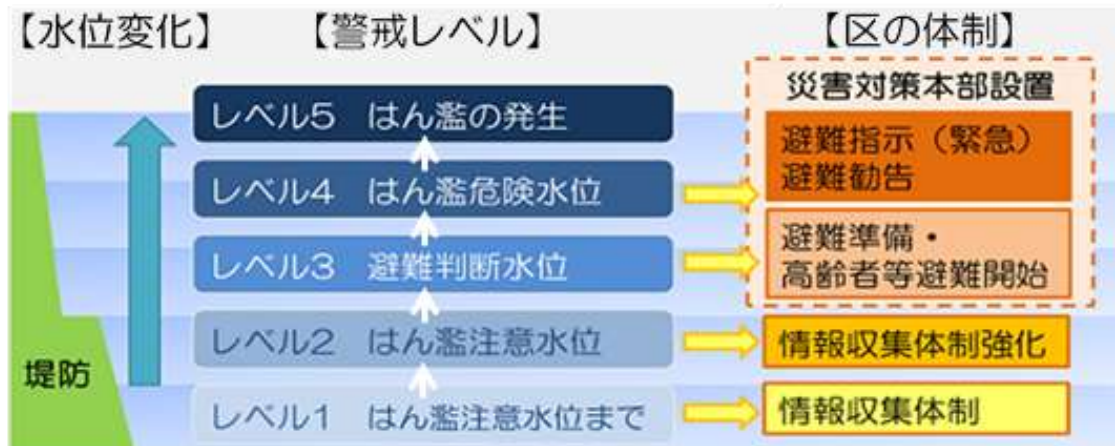 【水位変化】
【警戒レベル】
【区の体制】
災害対策本部設置
レベル5 はん濫の発生
避難指示（緊急）
避難勧告
レベル4 はん濫危険水位
レベル3 避難判断水位
避難準備・
高齢者等避難開始
レベル2 はん濫注意水位
情報収集体制強化
堤防
レベル1 はん濫注意水位まで
情報収集体制